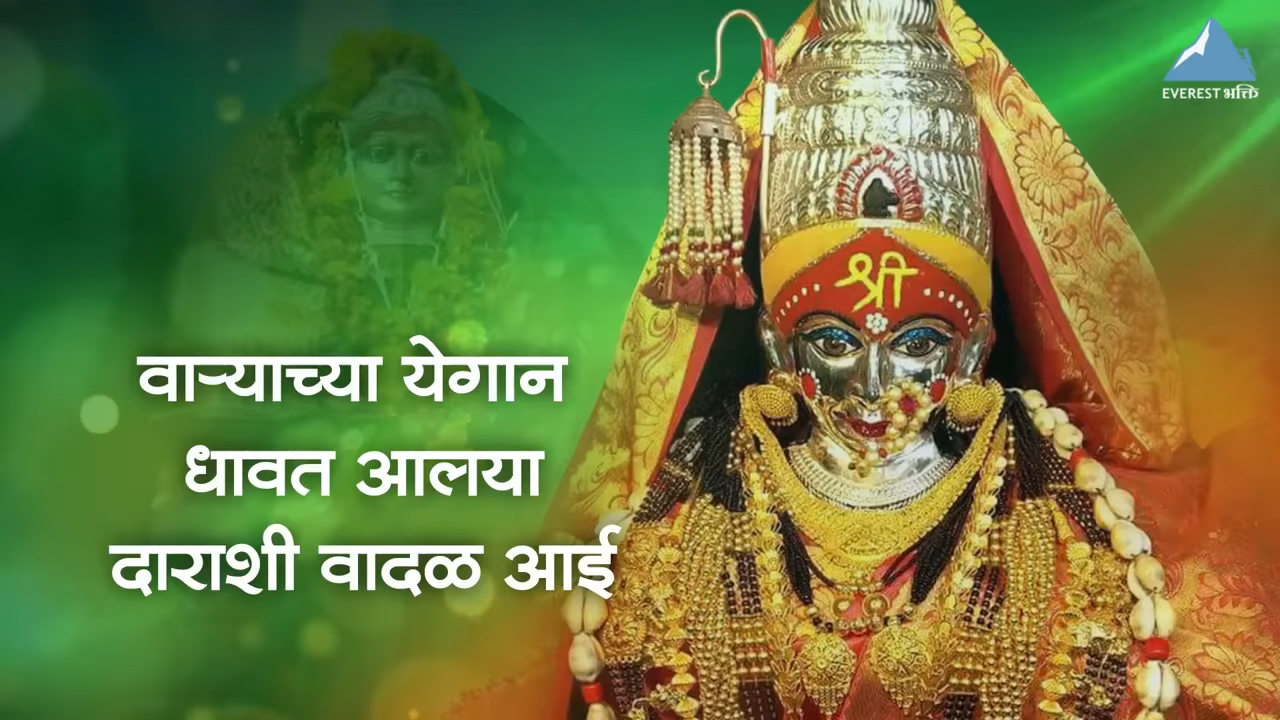 EVEREST भक्ति
श्री
वाऱ्याच्या येगान
धावत आलया
दाराशी वादळ आई